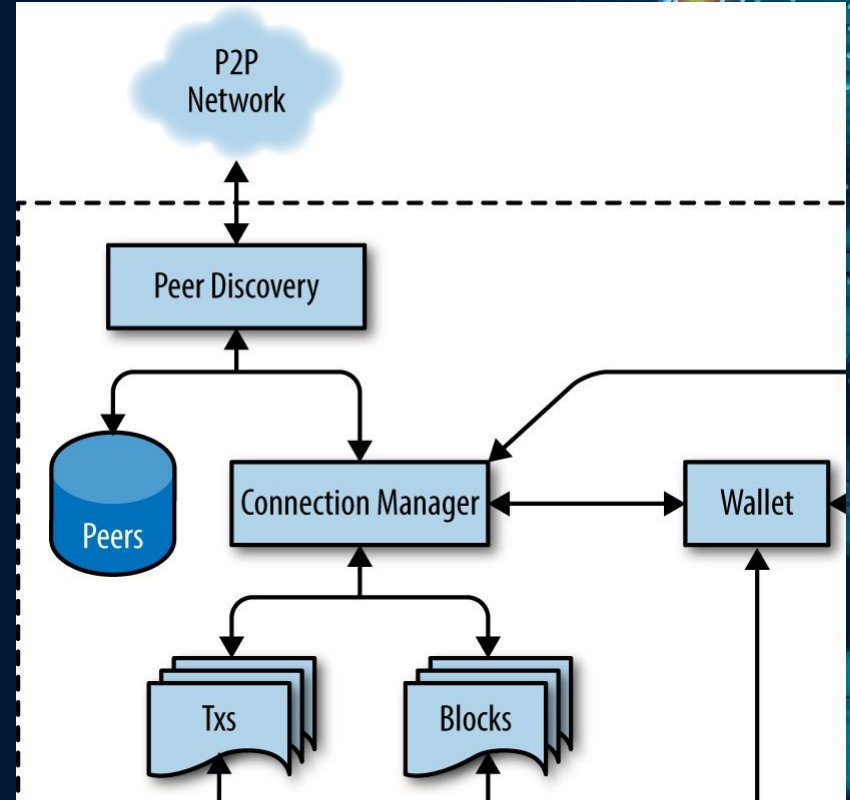 P2P
Network
Peer Discovery
Connection Manager
Wallet
Peers
Txs
Blocks